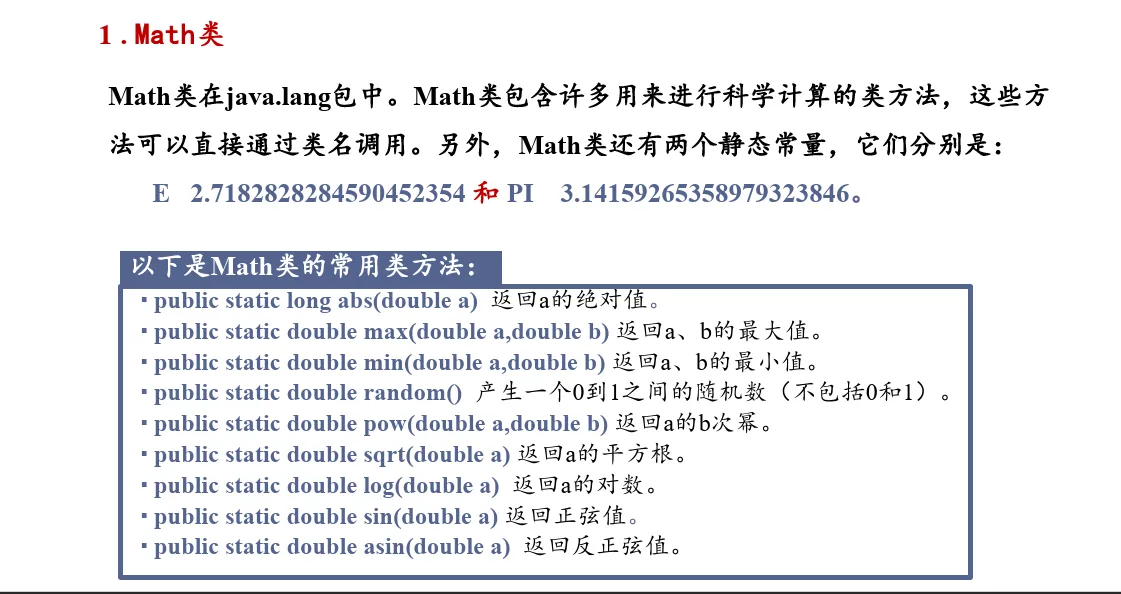 1 . Math类
Math类在java.lang包中。Math类包含许多用来进行科学计算的类方法，这些方
法可以直接通过类名调用。另外，Math类还有两个静态常量，它们分别是：
E 2.7182828284590452354 和 PI 3.14159265358979323846。
以下是Math类的常用类方法：
▪ public static long abs(double a) 返回a的绝对值。
▪ public static double max(double a,double b) 返回a、b的最大值。
▪ public static double min(double a,double b) 返回a、b的最小值。
▪ public static double random() 产生一个0到1之间的随机数（不包括0和1）。
▪ public static double pow(double a,double b) 返回a的b次幂。
▪ public static double sqrt(double a) 返回a的平方根。
▪ public static double log(double a) 返回a的对数。
▪ public static double sin(double a) 返回正弦值。
▪ public static double asin(double a) 返回反正弦值。